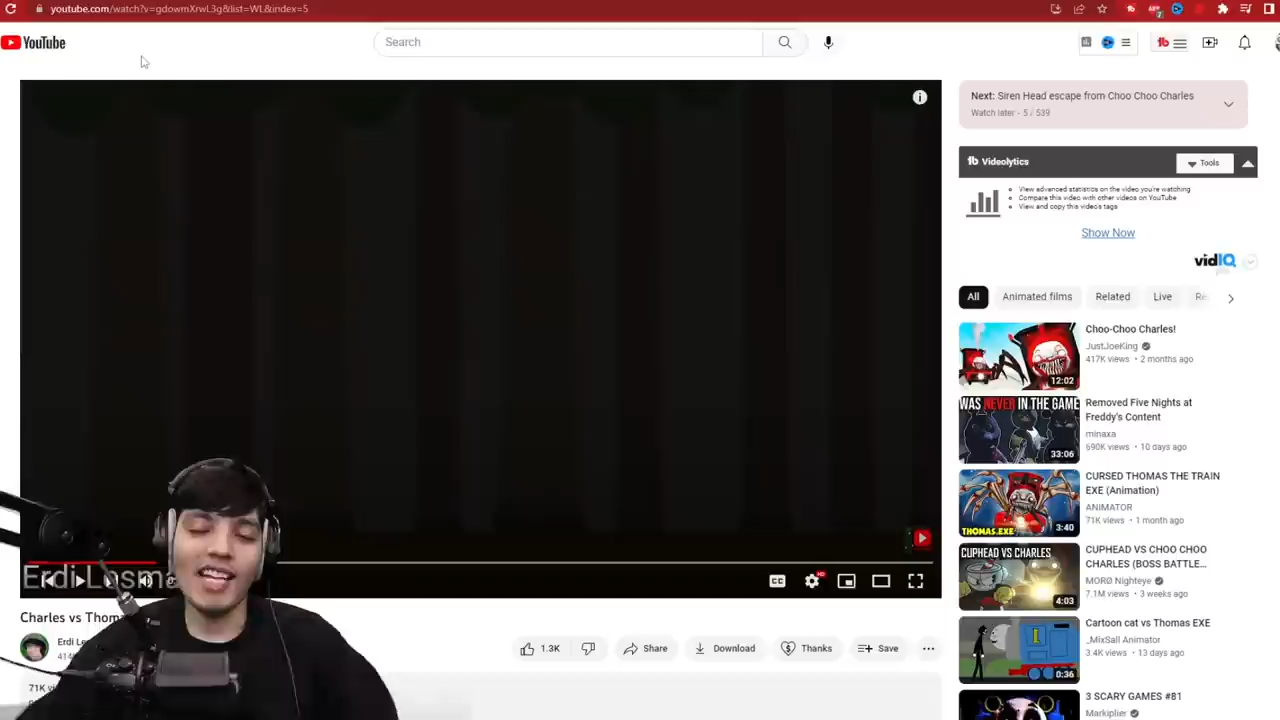 youtube.com/watch?v=gdowmXrwL3g&list=WL&index=5
YouTube
Search
Next: Siren Head escape from Choo Choo Charles
Watch later · 5 / 539
tb Videolytics
Tools
View advanced statistics on the video you're watching
Compare this video with other videos on YouTube
View and copy this video's tags
Show Now
vidIQ
All
Animated films
Related
Live
Choo-Choo Charles!
JustJoeKing
417K views · 2 months ago
12:02
WAS NEVER IN THE GAME
Removed Five Nights at
Freddy's Content
minaxa
690K views · 10 days ago
33:06
CURSED THOMAS THE TRAIN
EXE (Animation)
ANIMATOR
71K views · 1 month ago
THOMAS.EXE
3:40
CUPHEAD VS CHARLES
CUPHEAD VS CHOO CHOO
CHARLES (BOSS BATTLE...
MORØ Nighteye
7.1M views · 3 weeks ago
4:03
Cartoon cat vs Thomas EXE
_MixSall Animator
3.4K views · 13 days ago
1
0:36
3 SCARY GAMES #81
Markiplier
Erdi
CC
HD
Charles vs
Erdi
1.3K
Share
Download
Thanks
Save
71K